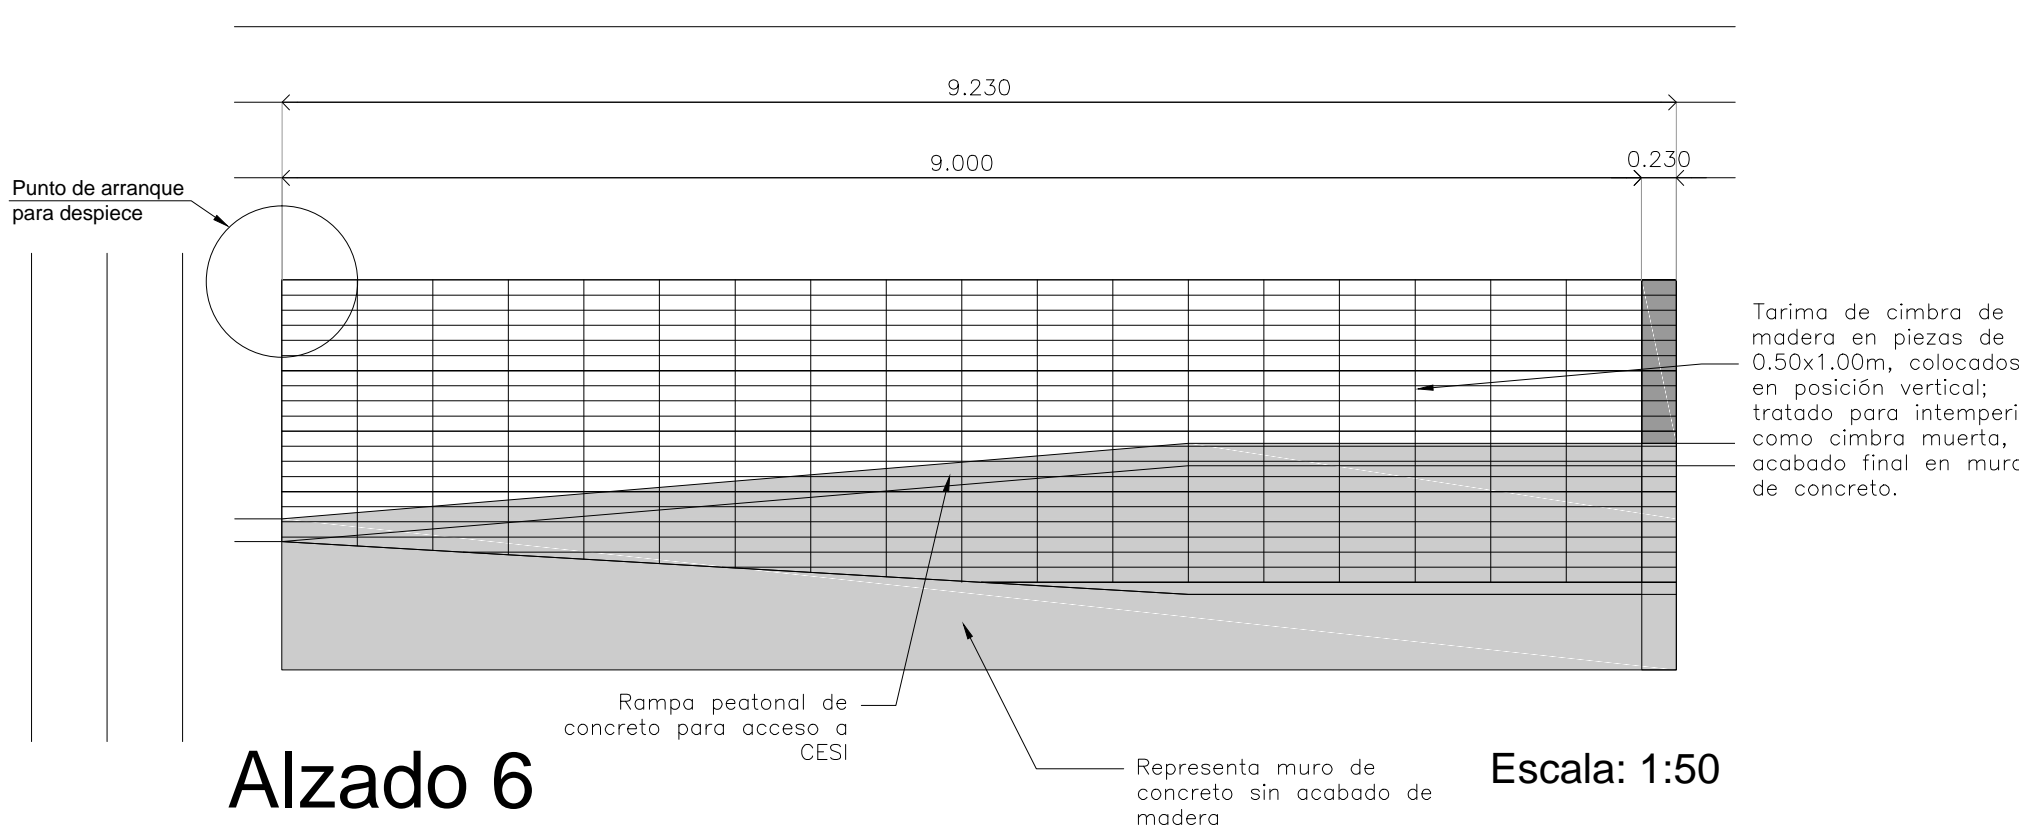 9.230
9.000
0.230
Punto de arranque
para despiece
Tarima de cimbra de
madera en piezas de
0.50x1.00m, colocados
en posición vertical;
tratado para intemperi
como cimbra muerta,
acabado final en muro
de concreto.
Rampa peatonal de
concreto para acceso a
CESI
Representa muro de
concreto sin acabado de
madera
Alzado 6
Escala: 1:50